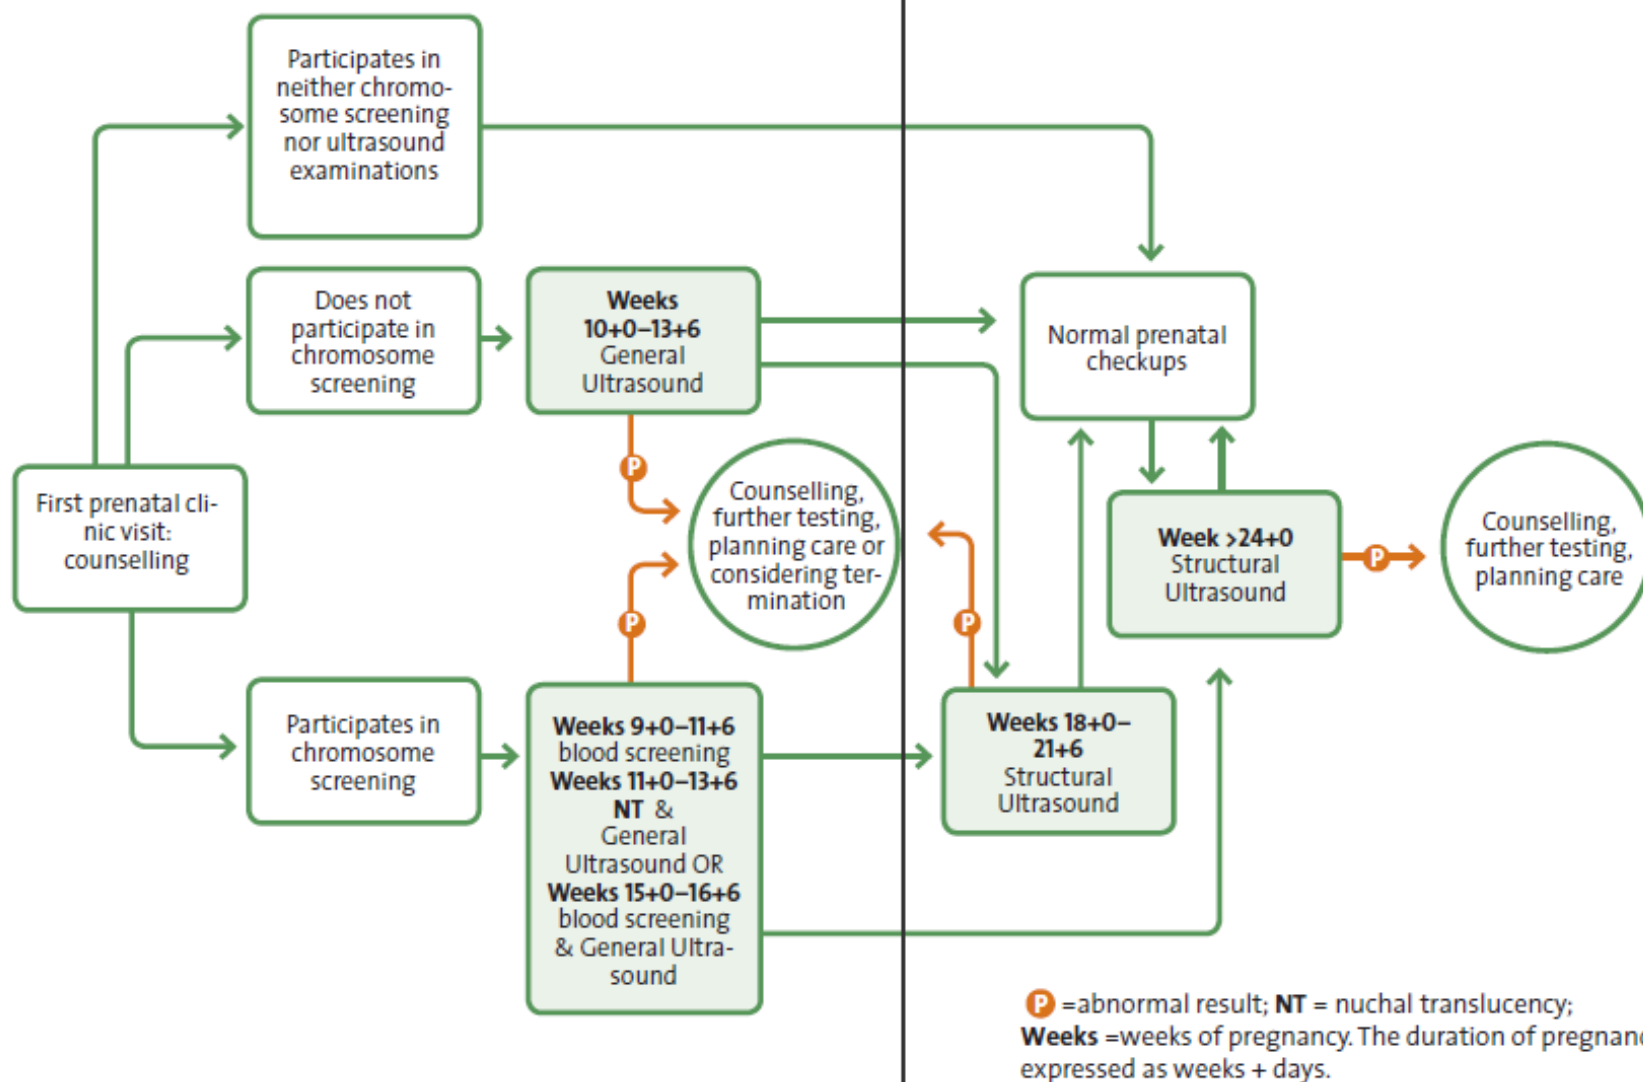 Participates in
neither chromo-
some screening
nor ultrasound
examinations
Does not
participate in
chromosome
screening
Weeks
10+0–13+6
General
Ultrasound
Normal prenatal
checkups
First prenatal cli-
nic visit:
counselling
P
Counselling,
further testing,
planning care or
considering ter-
mination
P
P
Week >24+0
Structural
Ultrasound
P
Counselling,
further testing,
planning care
Participates in
chromosome
screening
Weeks 9+0–11+6
blood screening
Weeks 11+0–13+6
NT &
General
Ultrasound OR
Weeks 15+0–16+6
blood screening
& General Ultra-
sound
Weeks 18+0–
21+6
Structural
Ultrasound
P =abnormal result; NT = nuchal translucency;
Weeks =weeks of pregnancy. The duration of pregnanc
expressed as weeks + days.